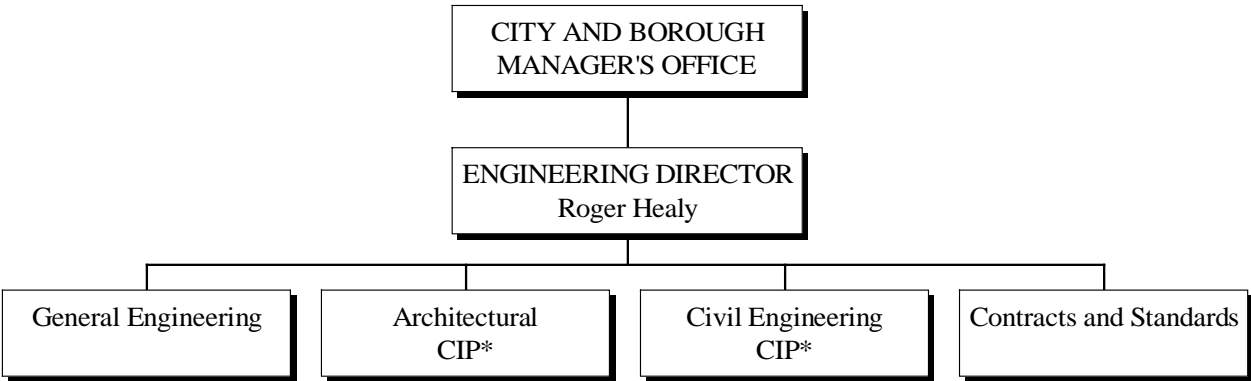 CITY AND BOROUGH
MANAGER'S OFFICE
ENGINEERING DIRECTOR
Roger Healy
General Engineering
Architectural
CIP*
Civil Engineering
CIP*
Contracts and Standards